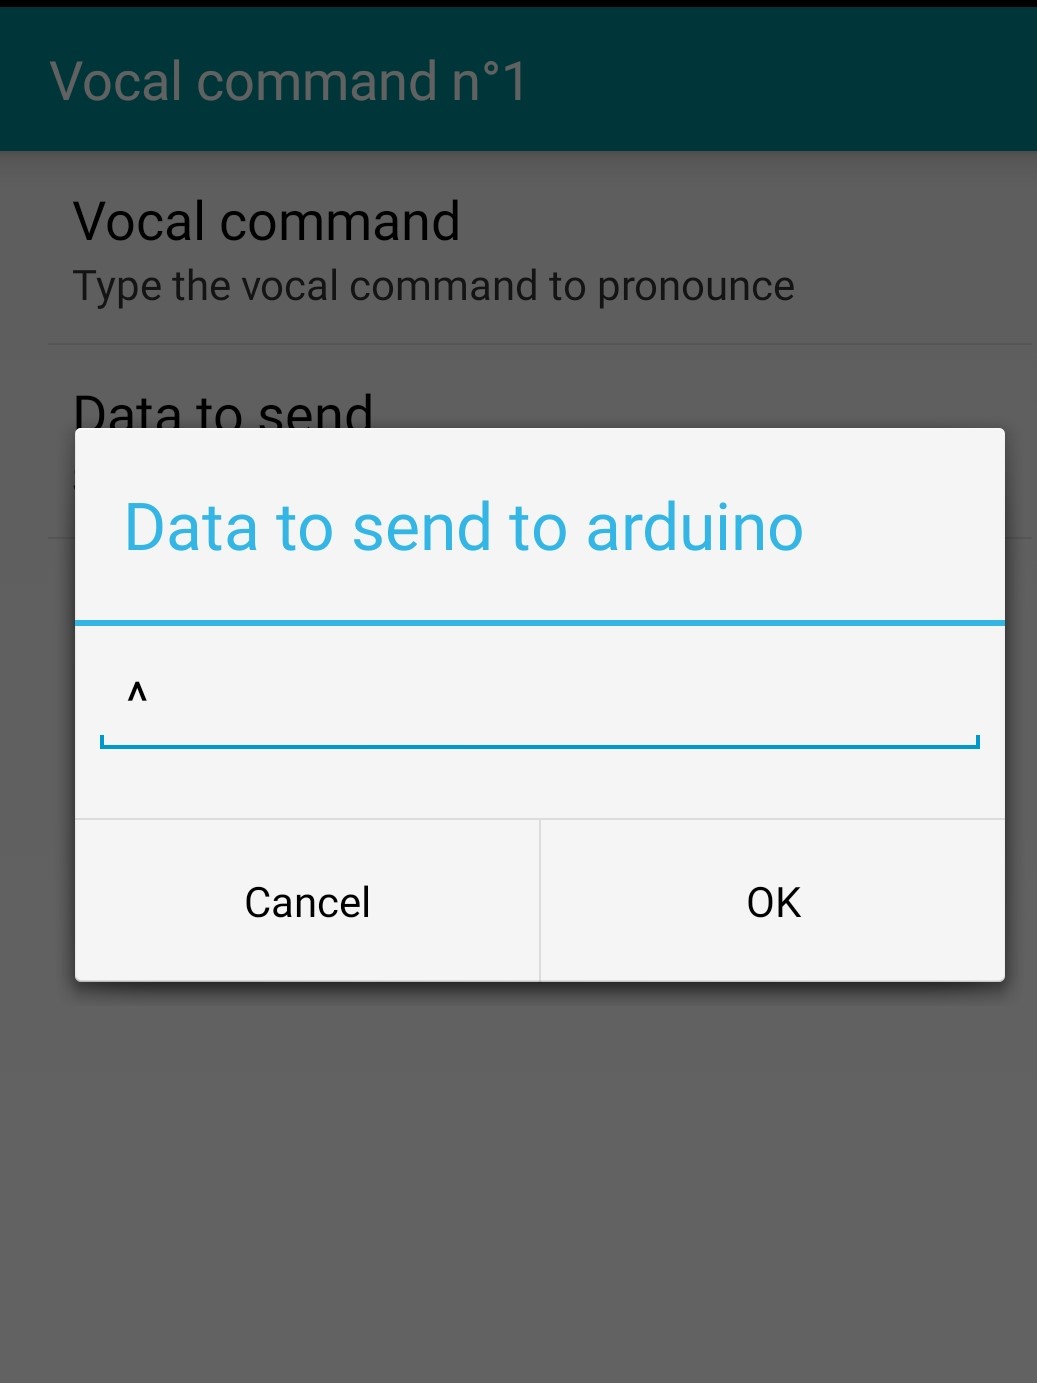 Vocal command n°1
Vocal command
Type the vocal command to pronounce
Data to send
Data to send to arduino
^
Cancel
OK